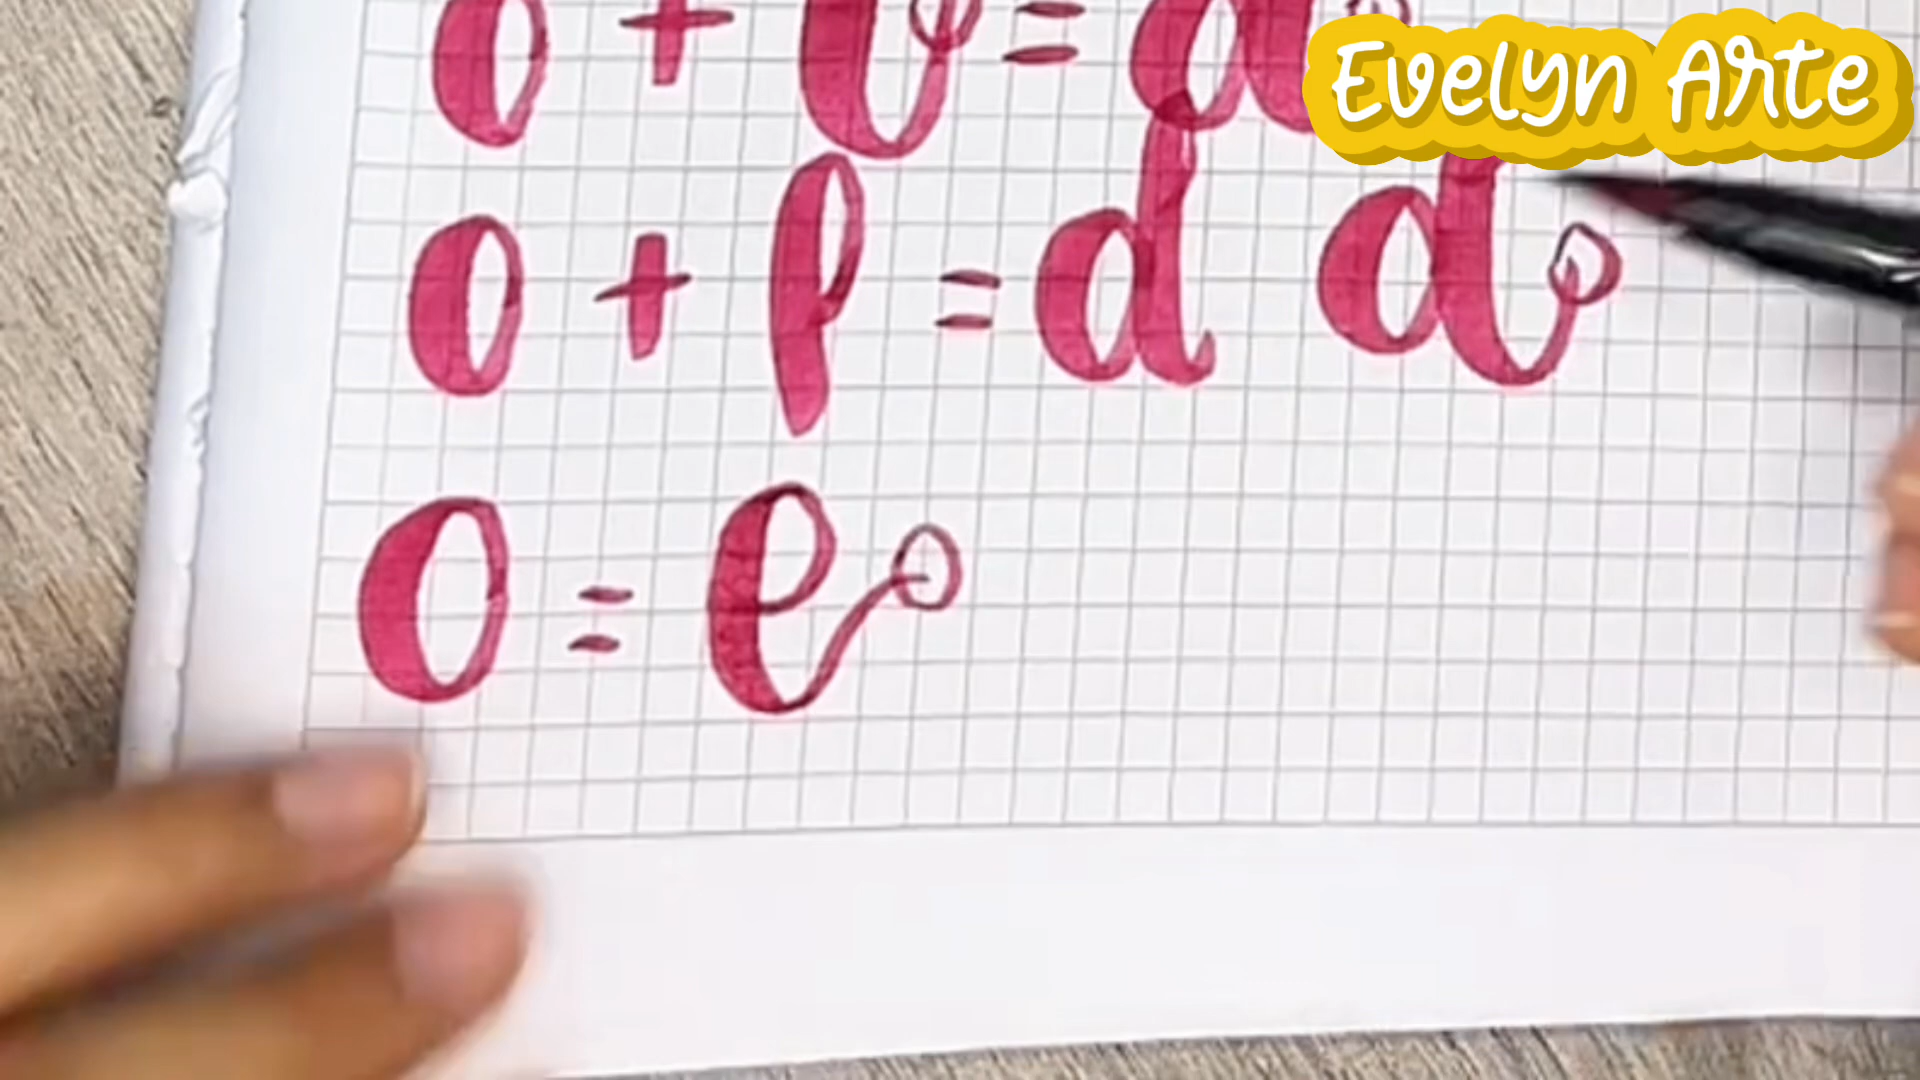 Evelyn Arte
o + l = d d
o = e